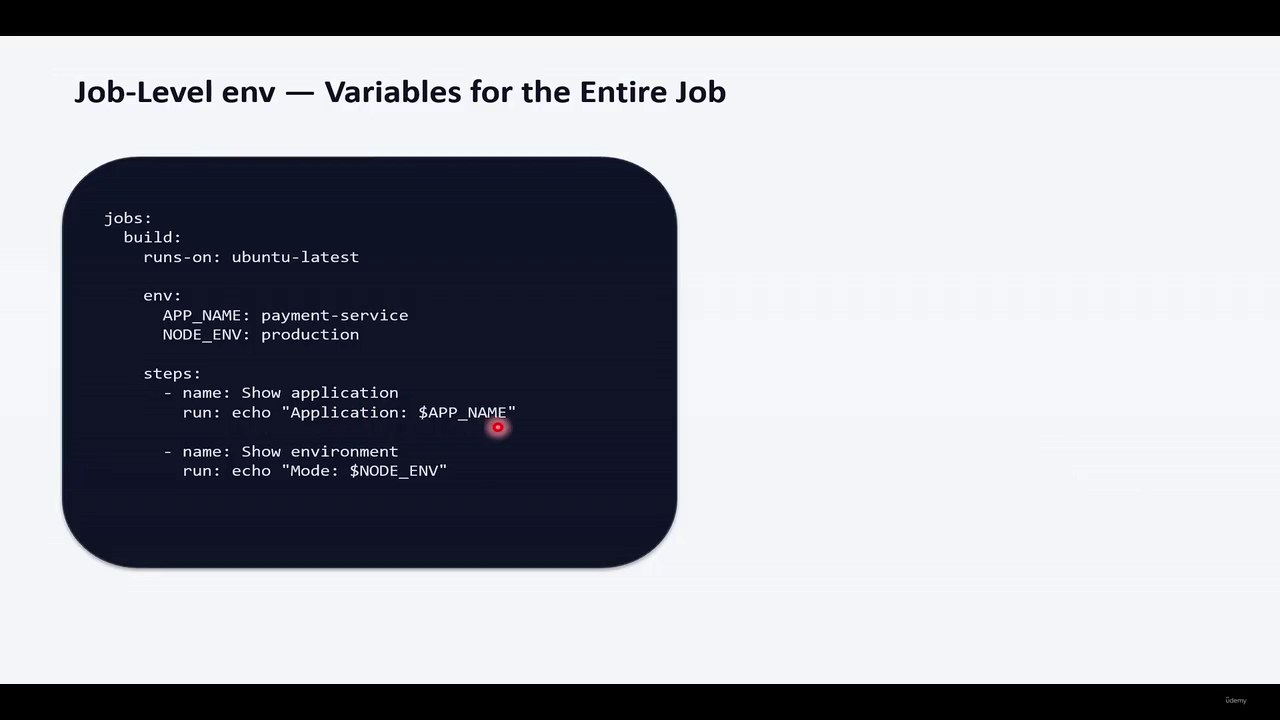 Job-Level env — Variables for the Entire Job
jobs:
  build:
    runs-on: ubuntu-latest
    env:
      APP_NAME: payment-service
      NODE_ENV: production
    steps:
      - name: Show application
        run: echo "Application: $APP_NAME"
      - name: Show environment
        run: echo "Mode: $NODE_ENV"
ûdemy